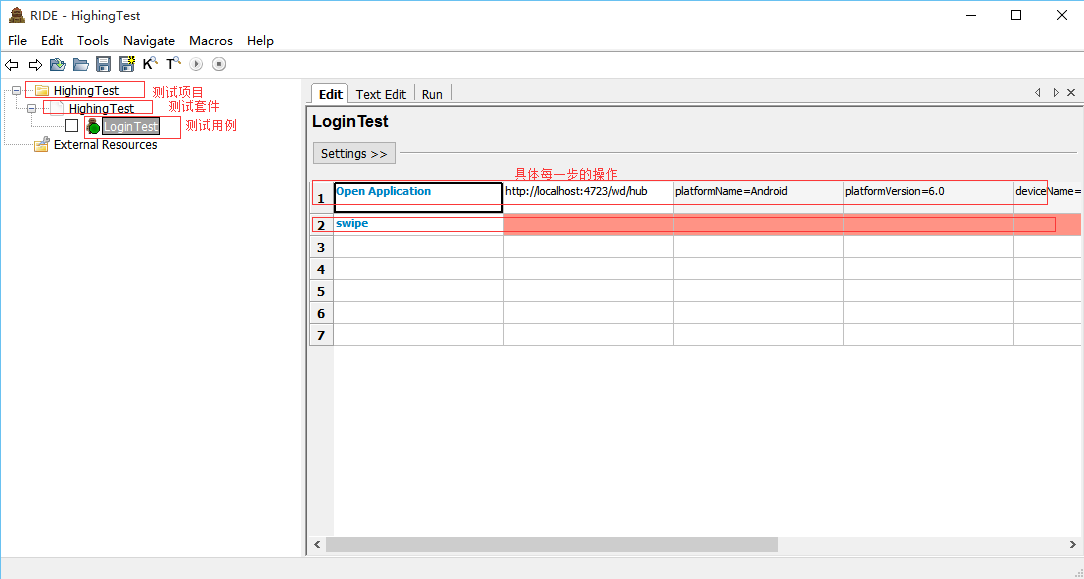 RIDE - HighingTest
File Edit Tools Navigate Macros Help
HighingTest 测试项目
HighingTest 测试套件
LoginTest 测试用例
External Resources
Edit Text Edit Run
LoginTest
Settings >>
具体每一步的操作
1 Open Application http://localhost:4723/wd/hub platformName=Android platformVersion=6.0 deviceName=
2 swipe
3
4
5
6
7